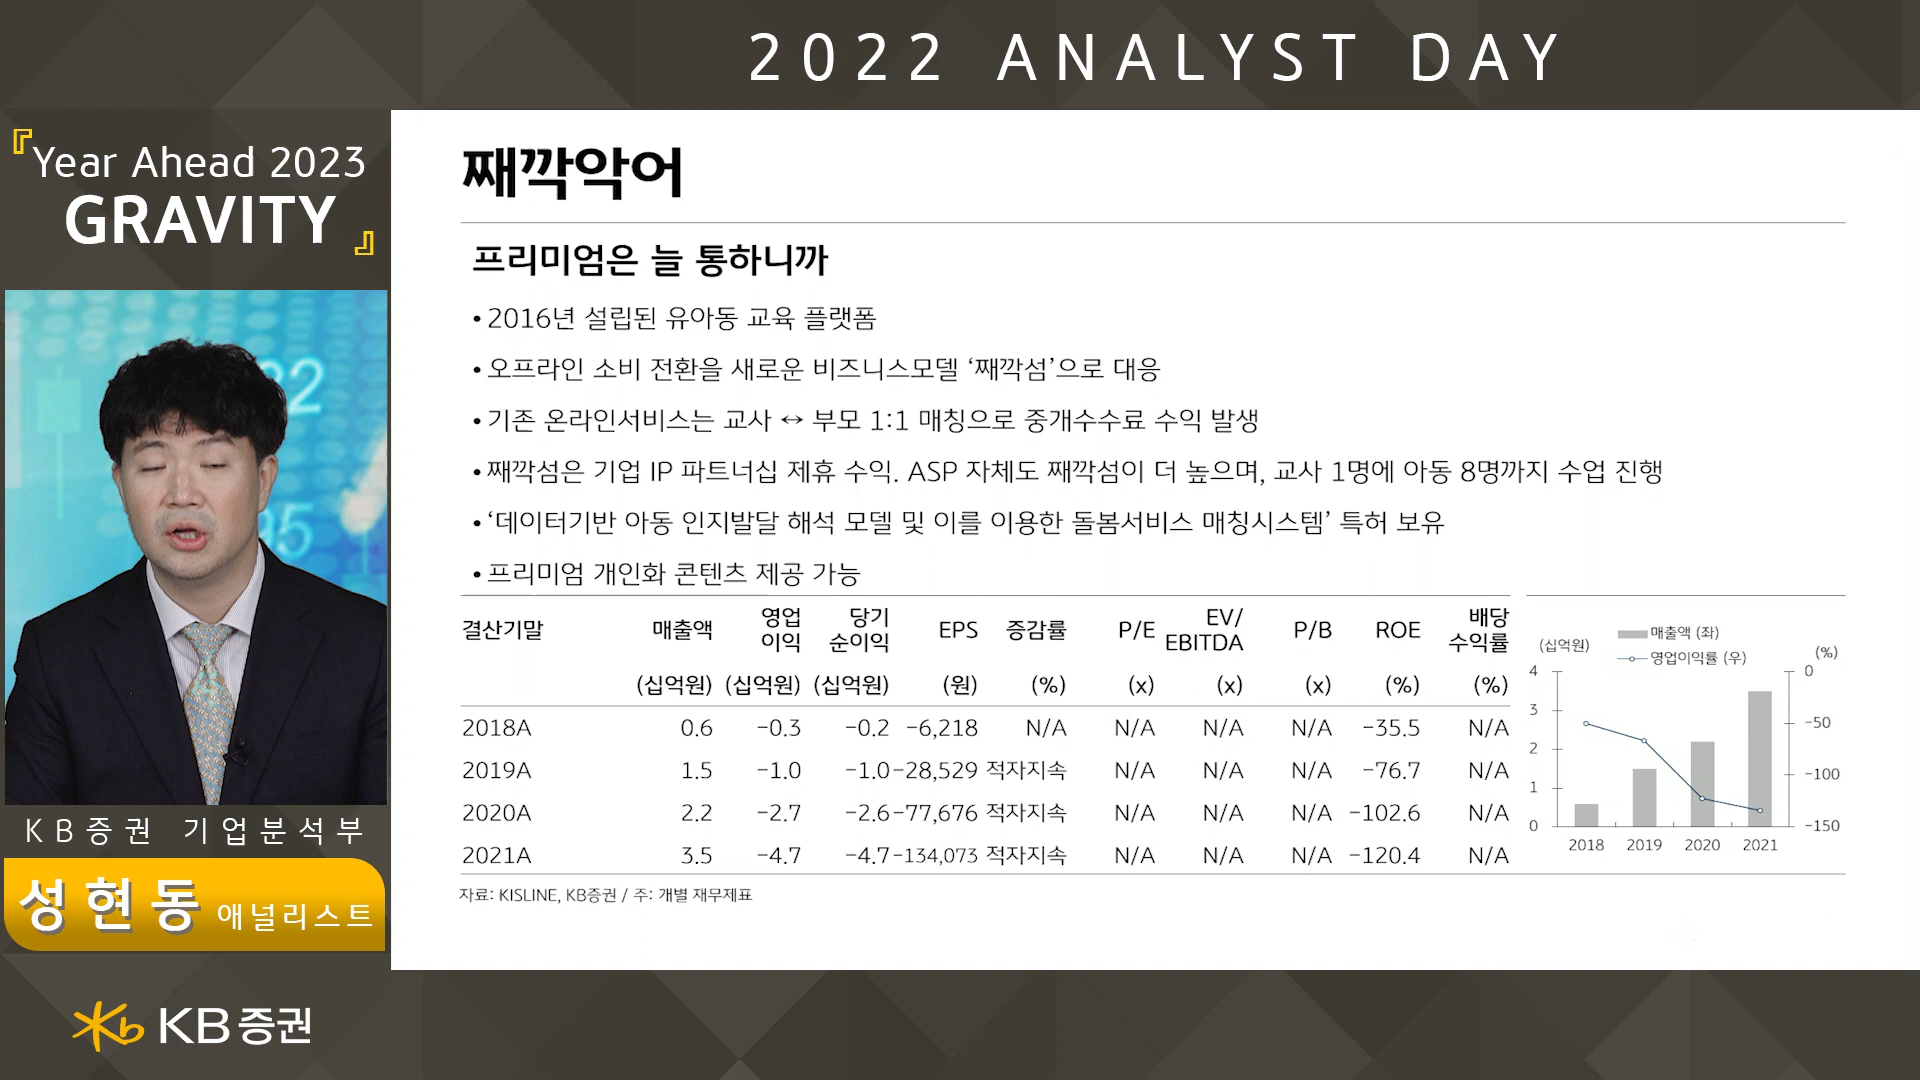 2022 ANALYST DAY
『Year Ahead 2023
GRAVITY』
KB증권 기업분석부
성현동 애널리스트
KB증권
째깍악어
프리미엄은 늘 통하니까
•2016년 설립된 유아동 교육 플랫폼
•오프라인 소비 전환을 새로운 비즈니스모델 ‘째깍섬’으로 대응
•기존 온라인서비스는 교사 ↔ 부모 1:1 매칭으로 중개수수료 수익 발생
•째깍섬은 기업 IP 파트너십 제휴 수익. ASP 자체도 째깍섬이 더 높으며, 교사 1명에 아동 8명까지 수업 진행
•‘데이터기반 아동 인지발달 해석 모델 및 이를 이용한 돌봄서비스 매칭시스템’ 특허 보유
•프리미엄 개인화 콘텐츠 제공 가능
결산기말 매출액 영업이익 당기순이익 EPS 증감률 P/E EV/EBITDA P/B ROE 배당수익률
(십억원) (십억원) (십억원) (원) (%) (x) (x) (x) (%) (%)
2018A 0.6 -0.3 -0.2 -6,218 N/A N/A N/A N/A -35.5 N/A
2019A 1.5 -1.0 -1.0 -28,529 적자지속 N/A N/A N/A -76.7 N/A
2020A 2.2 -2.7 -2.6 -77,676 적자지속 N/A N/A N/A -102.6 N/A
2021A 3.5 -4.7 -4.7 -134,073 적자지속 N/A N/A N/A -120.4 N/A
자료: KISLINE, KB증권 / 주: 개별 재무제표
매출액 (좌)
영업이익률 (우)
(십억원) (%)
4 0
3 -50
2
1 -100
0 -150
2018 2019 2020 2021
32
95